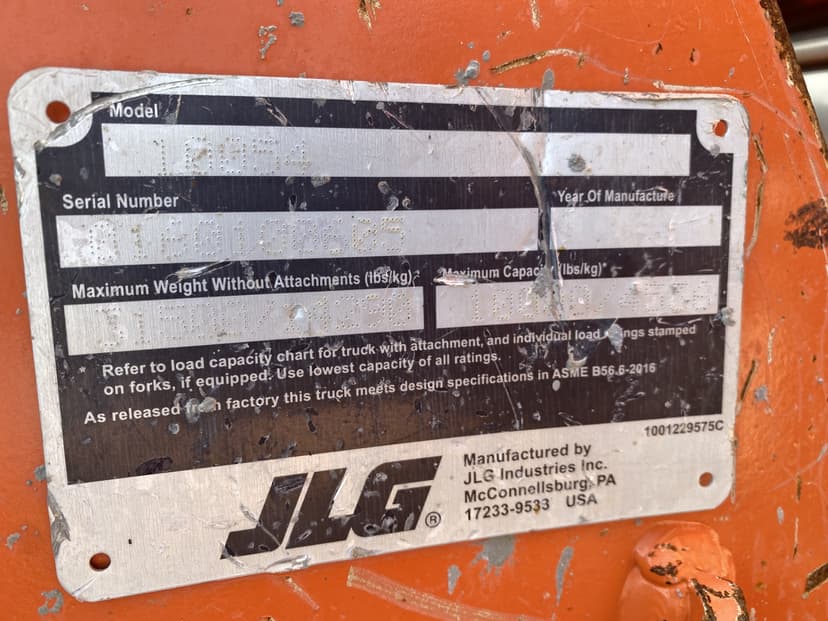 Model
10054
Serial Number
Year Of Manufacture
Maximum Weight Without Attachments (lbs/kg)
Maximum Capacity (lbs/kg)*
Refer to load capacity chart for truck with attachment, and individual load ratings stamped
on forks, if equipped. Use lowest capacity of all ratings.
As released from factory this truck meets design specifications in ASME B56.6-2016
1001229575C
JLG®
Manufactured by
JLG Industries Inc.
McConnellsburg, PA
17233-9533 USA